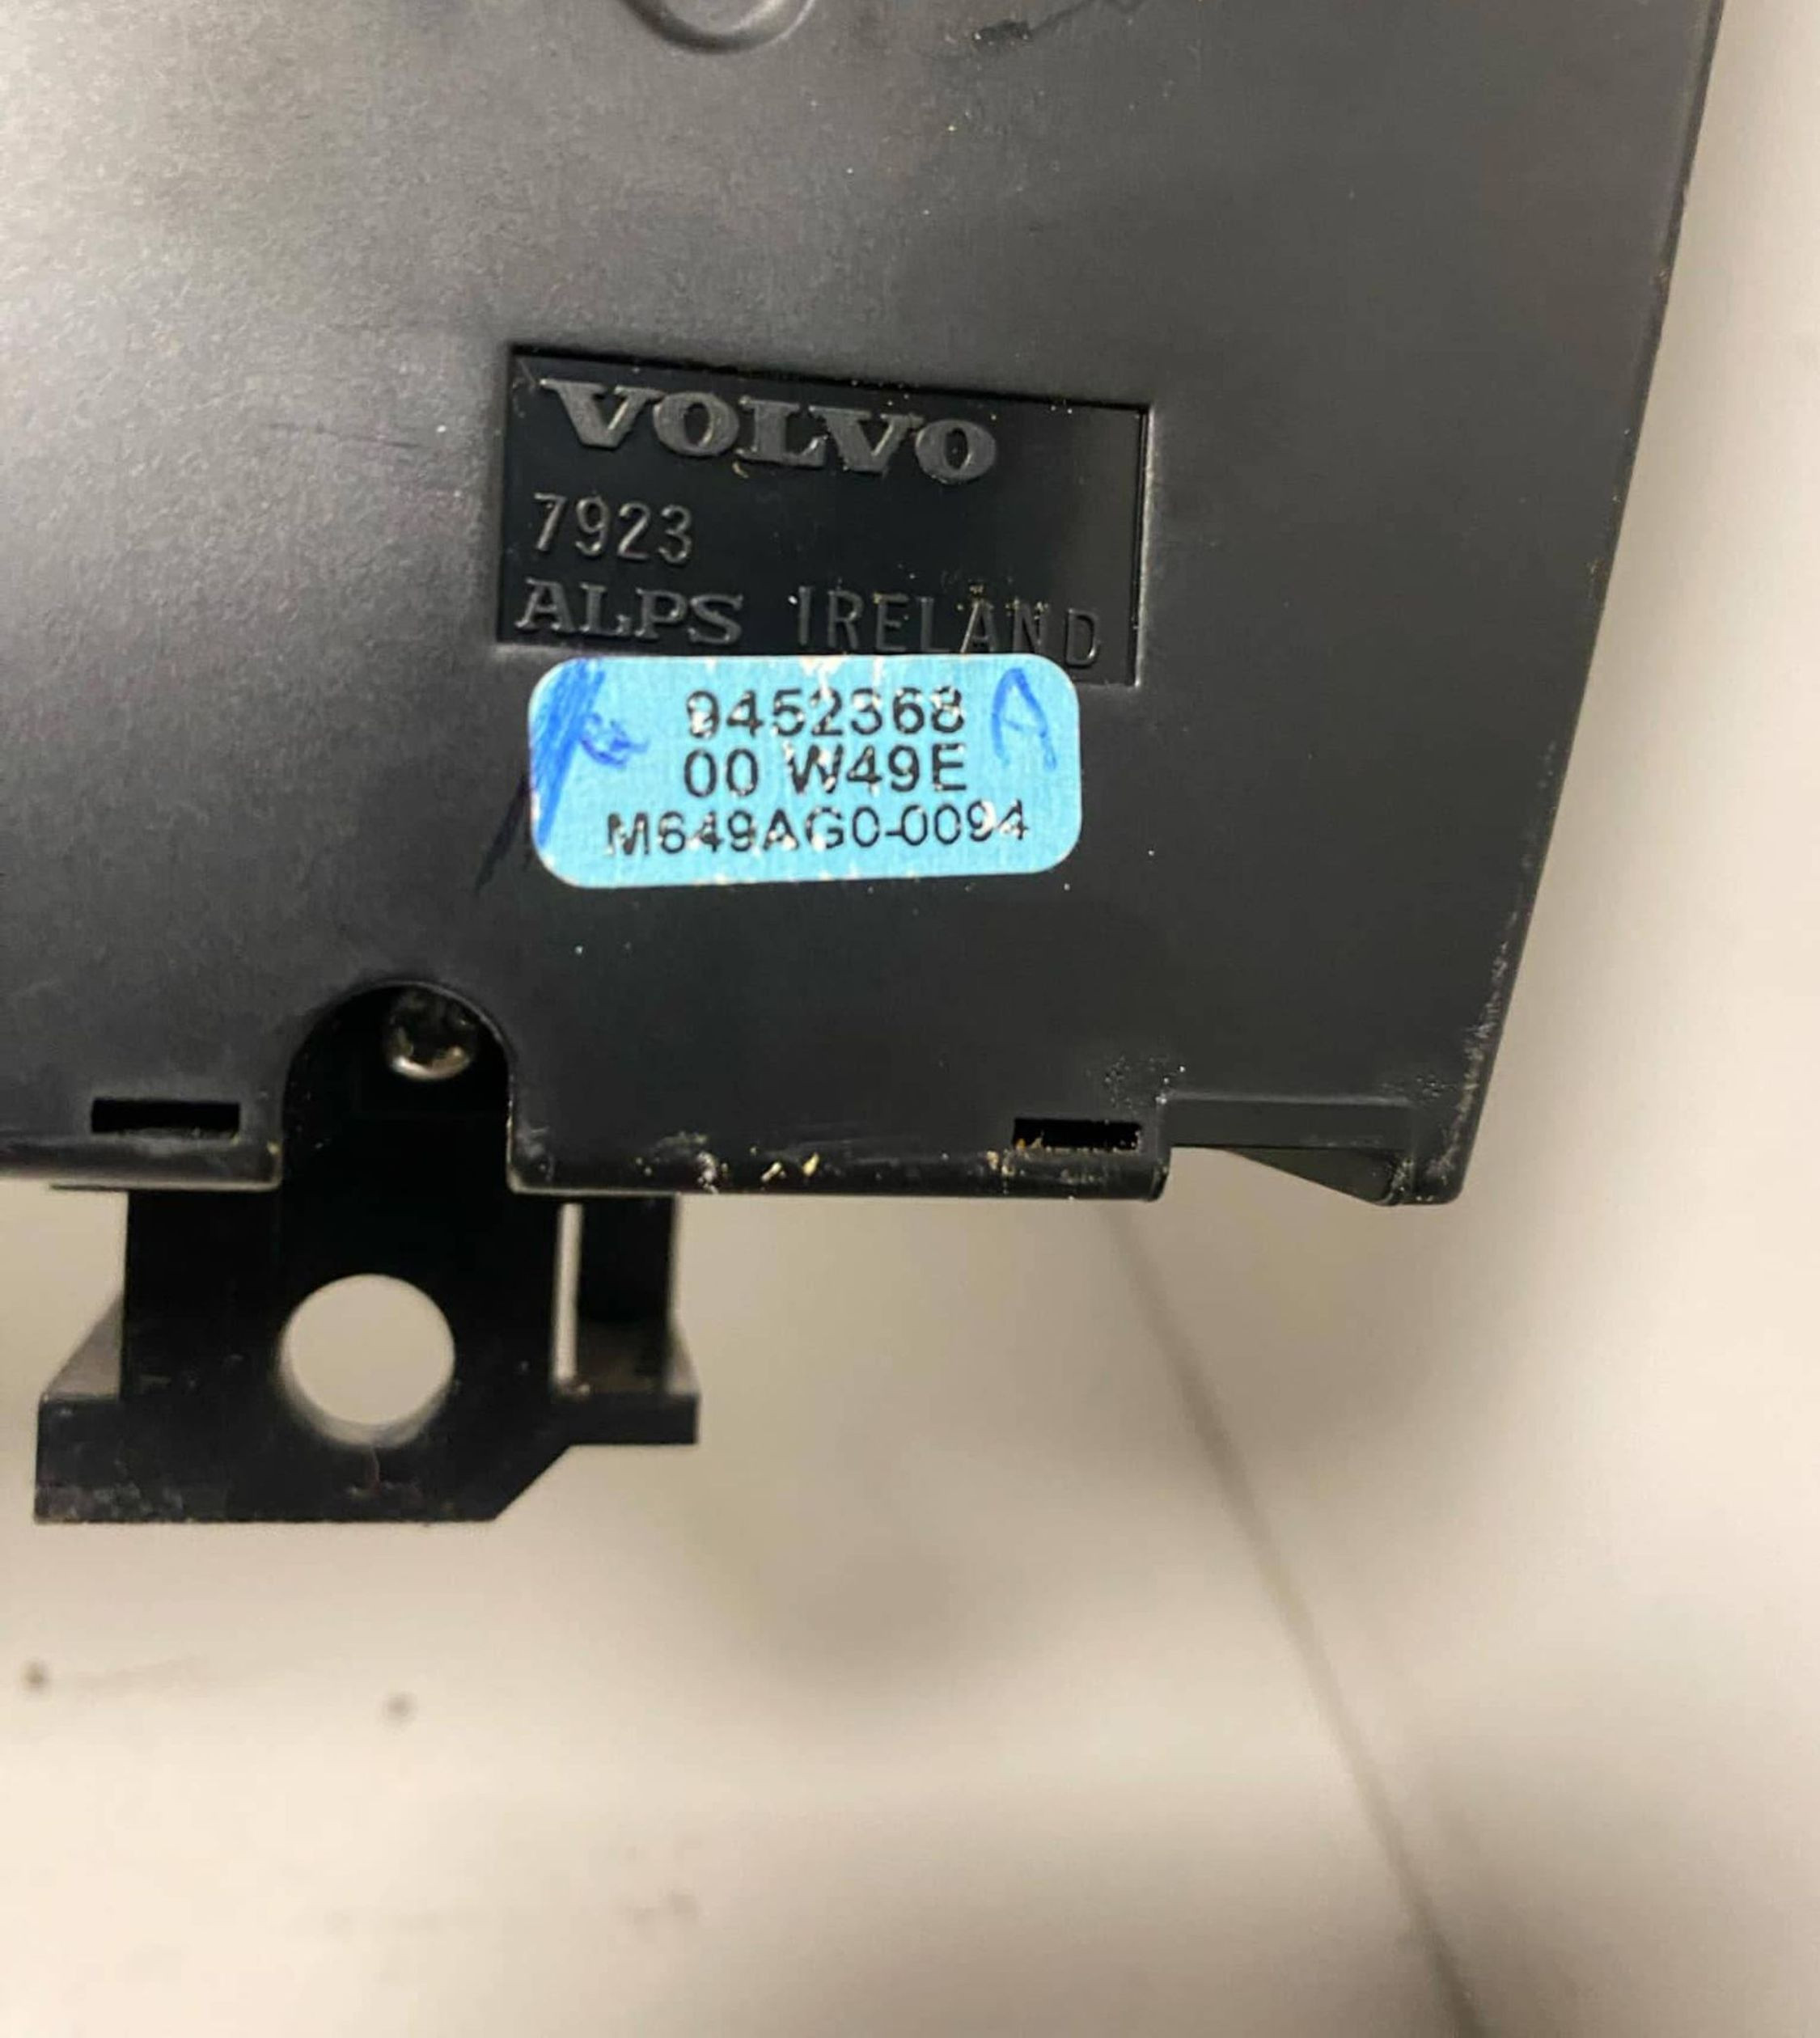 VOLVO
7923
ALPS IRELAND
9452368 A
00 W49E
M649AG0-0094